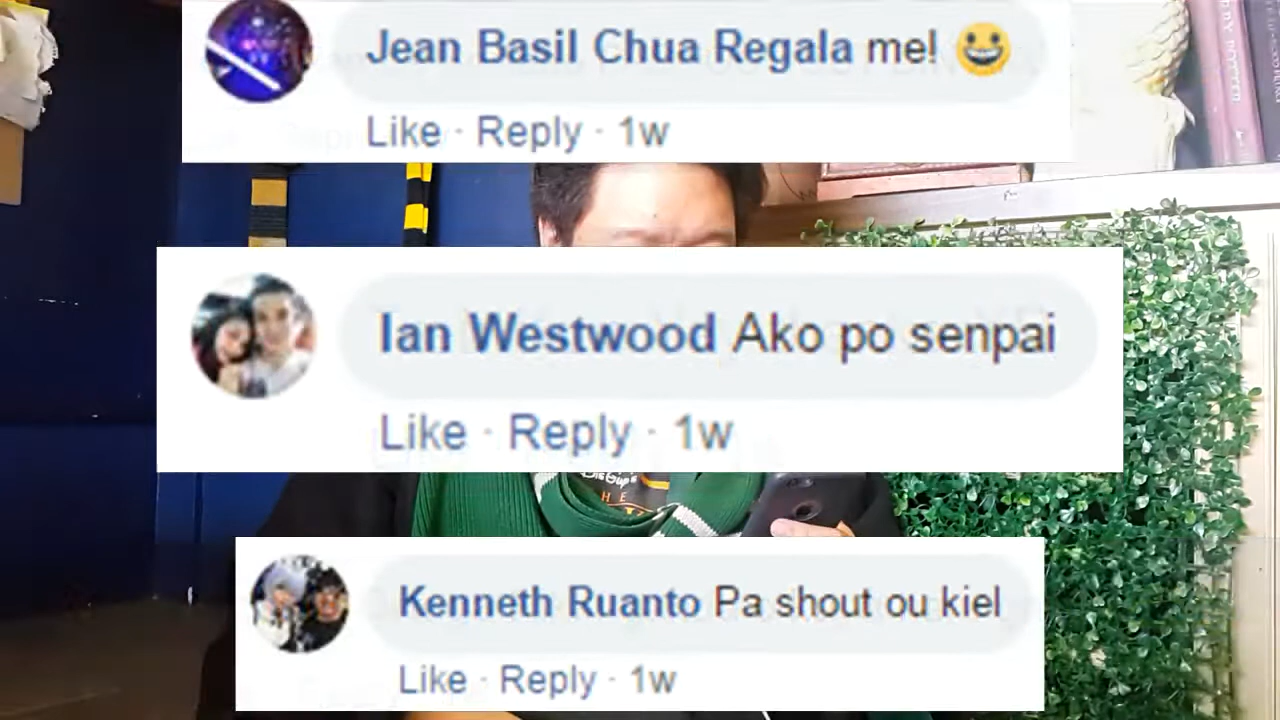 Jean Basil Chua Regala me! 😀
Like · Reply · 1w
Ian Westwood Ako po senpai
Like · Reply · 1w
HE
Kenneth Ruanto Pa shout ou kiel
Like · Reply · 1w